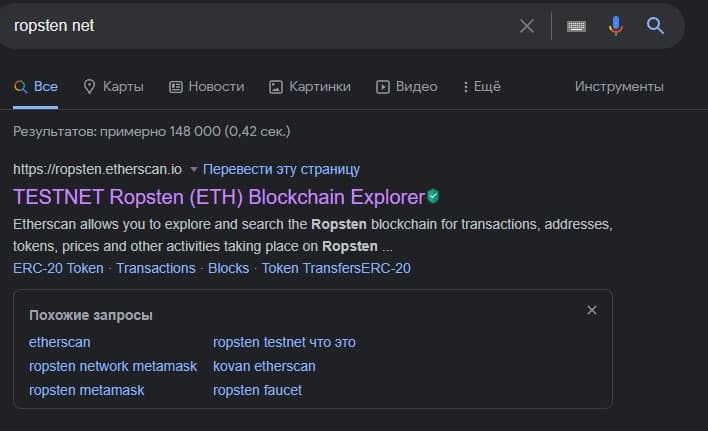 ropsten net
Все Карты Новости Картинки Видео Ещё Инструменты
Результатов: примерно 148 000 (0,42 сек.)
https://ropsten.etherscan.io Перевести эту страницу
TESTNET Ropsten (ETH) Blockchain Explorer
Etherscan allows you to explore and search the Ropsten blockchain for transactions, addresses,
tokens, prices and other activities taking place on Ropsten ...
ERC-20 Token · Transactions · Blocks · Token TransfersERC-20
Похожие запросы
etherscan ropsten testnet что это
ropsten network metamask kovan etherscan
ropsten metamask ropsten faucet